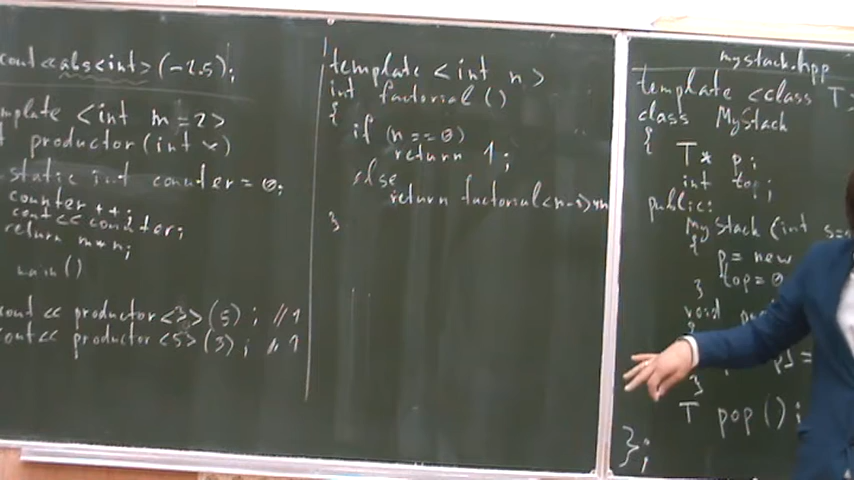 cout<<abs<int>(-2.5);
template <int m=2>
productor(int x)
static int counter=0;
counter++;
cout<<counter;
return m*n;
main()
cout << productor<3>(5); //1
cout<< productor<5>(3); //1
template <int n>
int factorial()
{
if (n==0)
return 1;
else
return factorial<n-1>*n
}
mystack.hpp
template <class T>
class MyStack
{
T* p;
int top;
public:
MyStack(int s=
{
p=new
top=0
}
void
{
p]=
}
T pop();
};